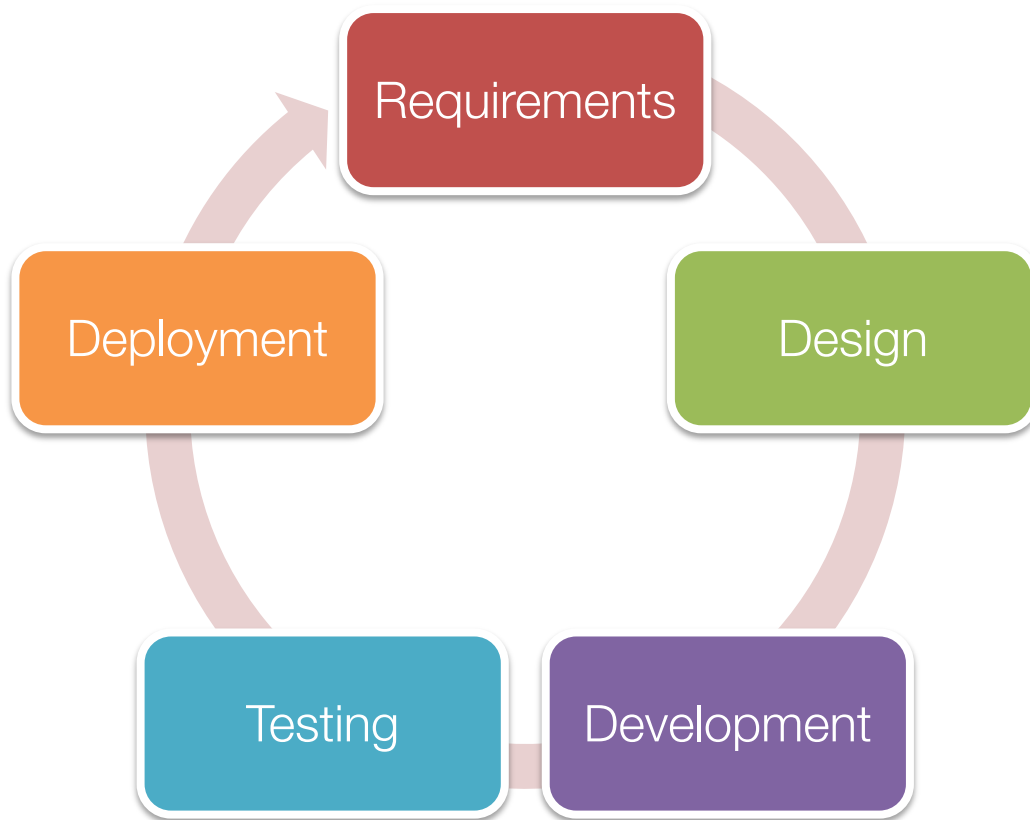 Requirements
Design
Development
Testing
Deployment